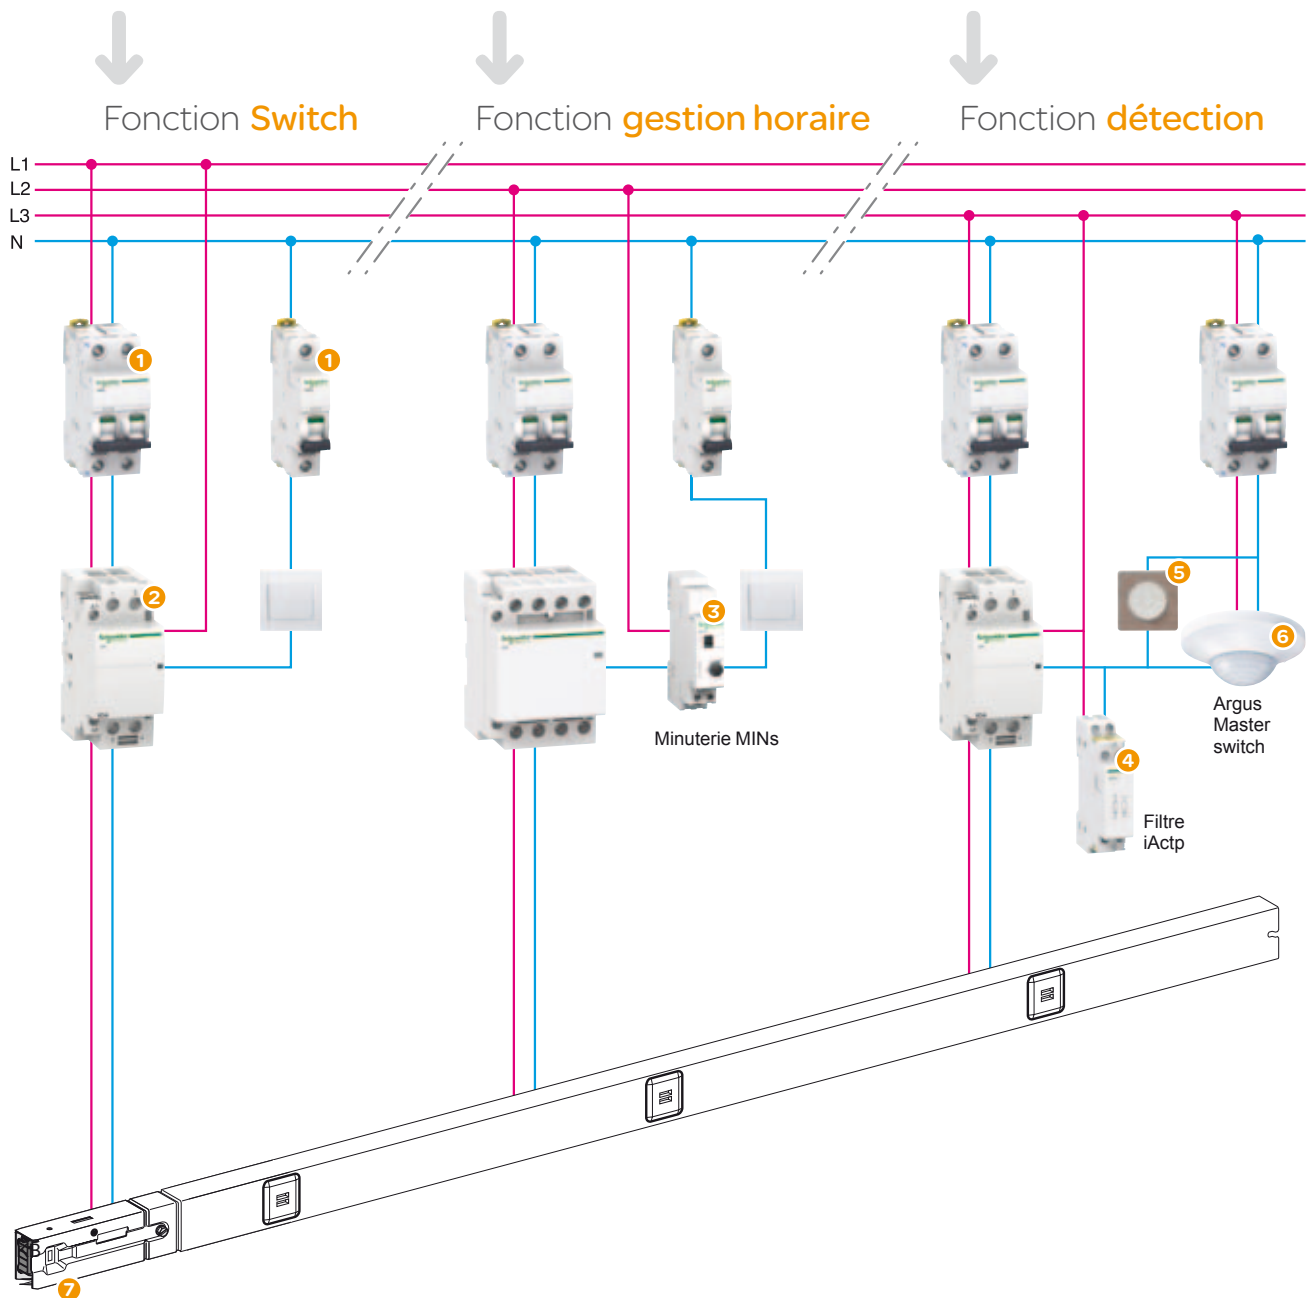 Fonction Switch
Fonction gestion horaire
Fonction détection
L1
L2
L3
N
1
1
2
3
5
6
Minuterie MINs
Argus
Master
switch
4
Filtre
iActp
7